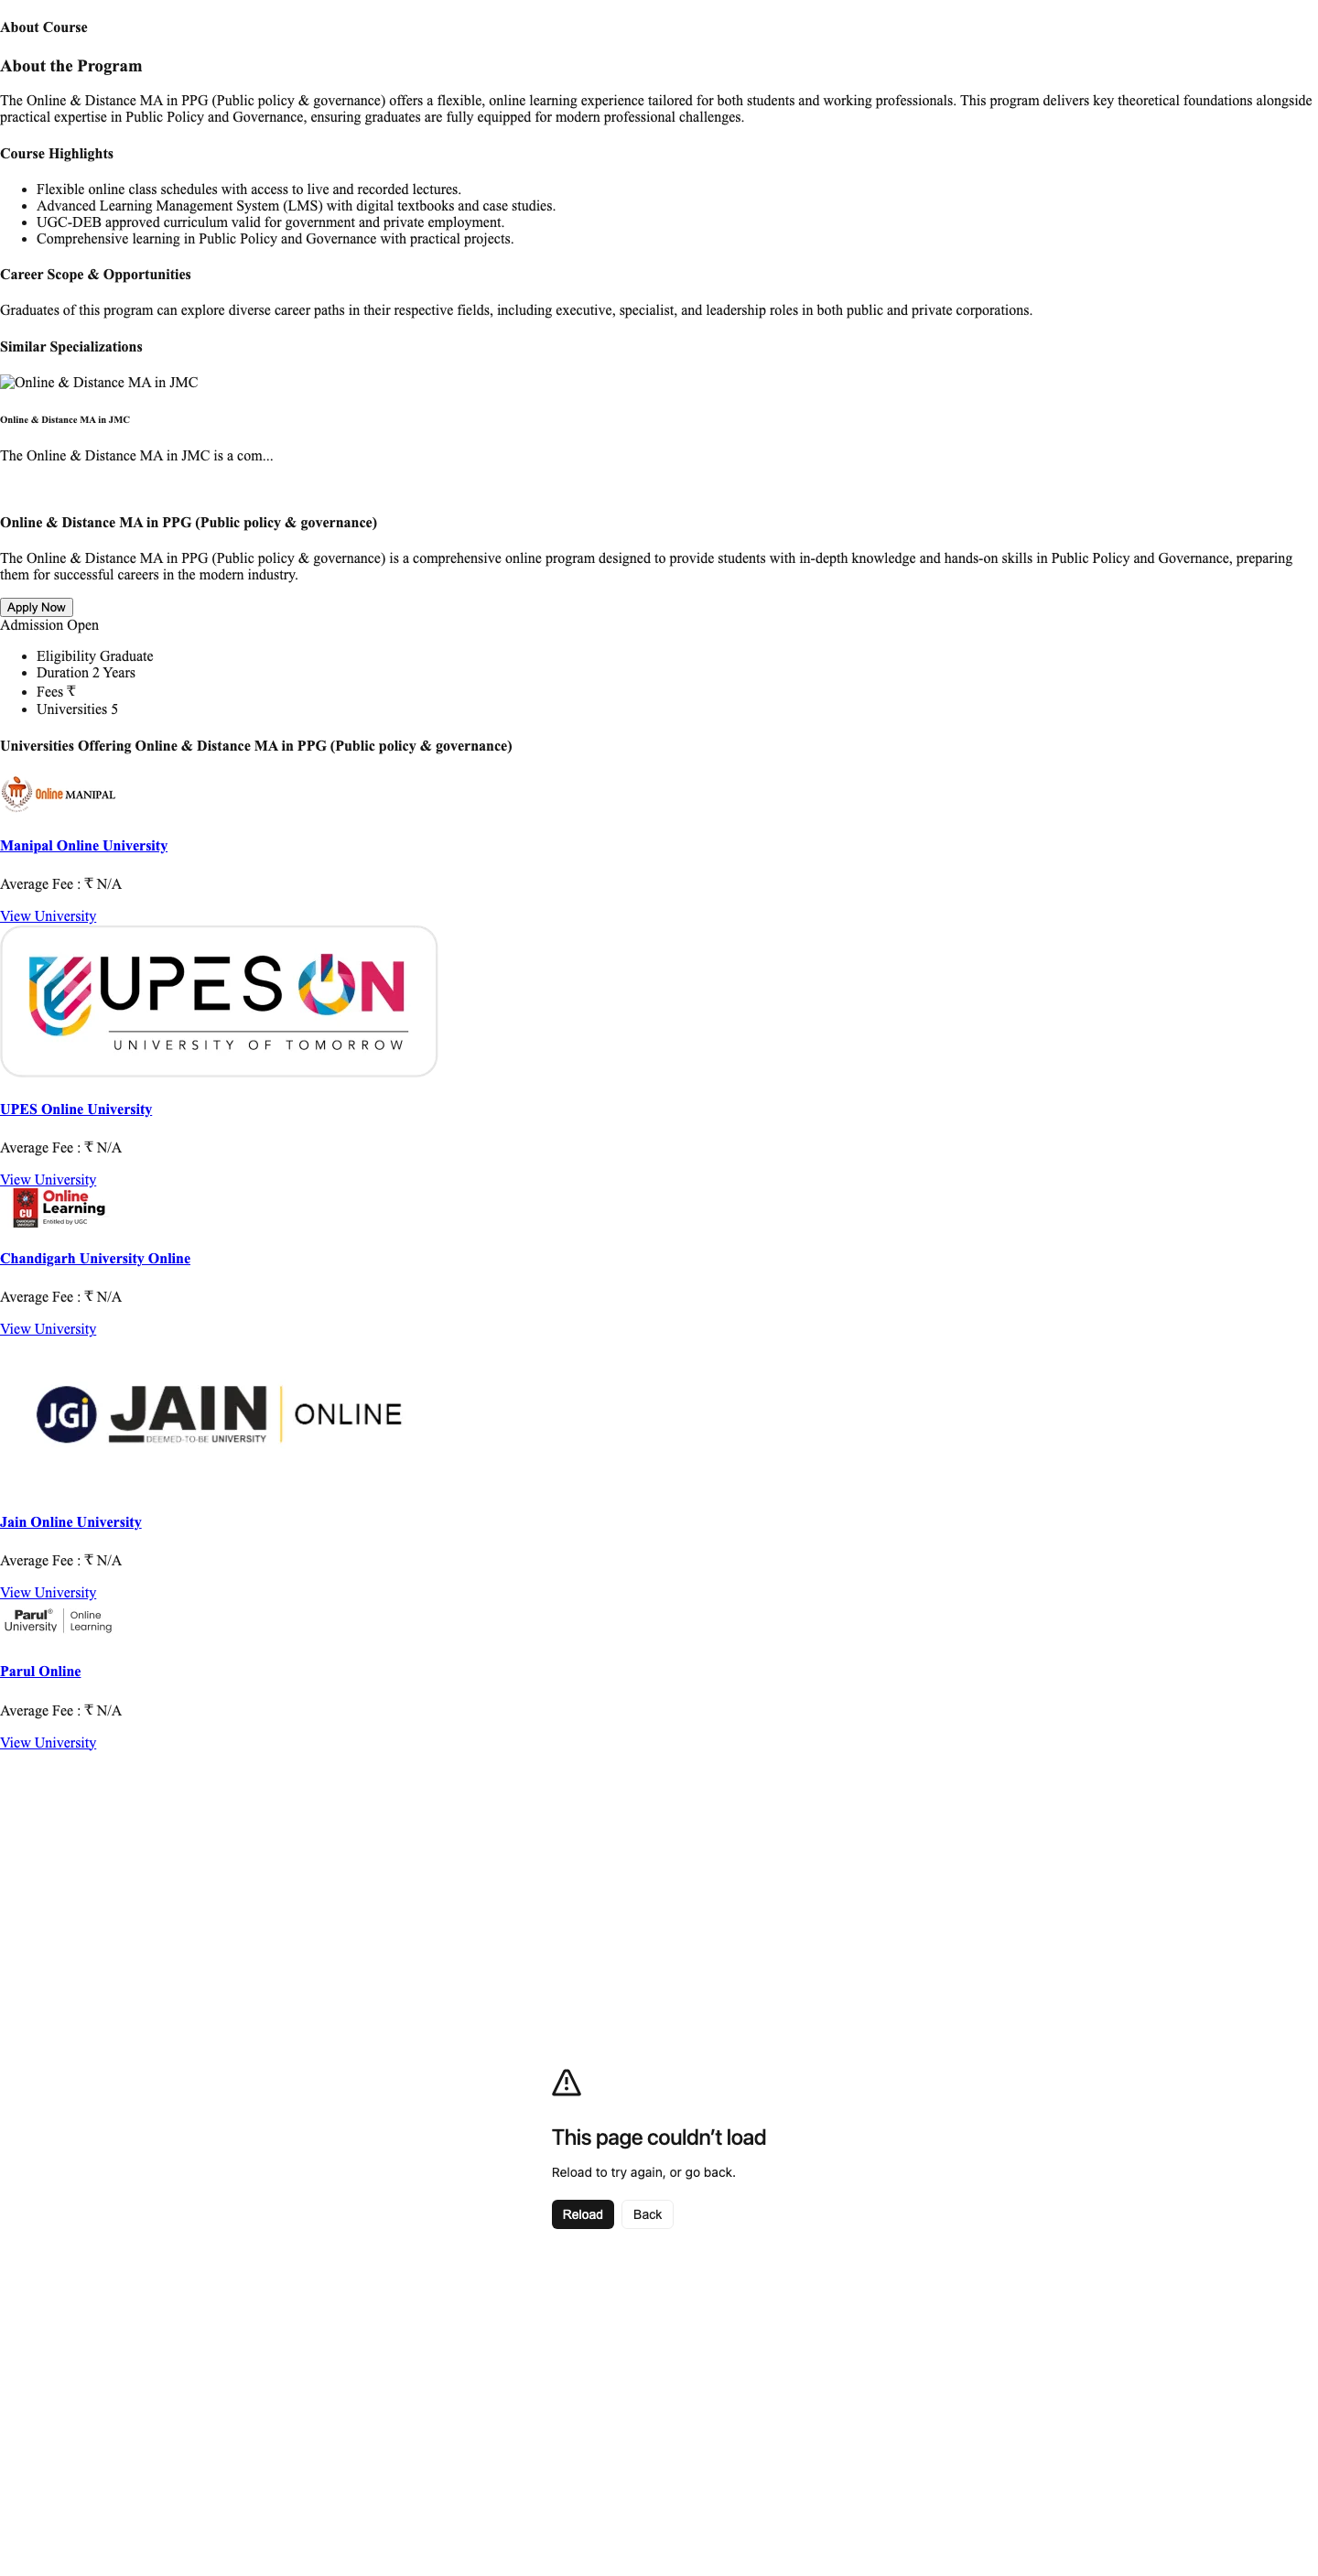 About Course
About the Program
The Online & Distance MA in PPG (Public policy & governance) offers a flexible, online learning experience tailored for both students and working professionals. This program delivers key theoretical foundations alongside
practical expertise in Public Policy and Governance, ensuring graduates are fully equipped for modern professional challenges.
Course Highlights
• Flexible online class schedules with access to live and recorded lectures.
• Advanced Learning Management System (LMS) with digital textbooks and case studies.
• UGC-DEB approved curriculum valid for government and private employment.
• Comprehensive learning in Public Policy and Governance with practical projects.
Career Scope & Opportunities
Graduates of this program can explore diverse career paths in their respective fields, including executive, specialist, and leadership roles in both public and private corporations.
Similar Specializations
Online & Distance MA in JMC
Online & Distance MA in JMC
The Online & Distance MA in JMC is a com...
Online & Distance MA in PPG (Public policy & governance)
The Online & Distance MA in PPG (Public policy & governance) is a comprehensive online program designed to provide students with in-depth knowledge and hands-on skills in Public Policy and Governance, preparing
them for successful careers in the modern industry.
Apply Now
Admission Open
• Eligibility Graduate
• Duration 2 Years
• Fees ₹
• Universities 5
Universities Offering Online & Distance MA in PPG (Public policy & governance)
Online MANIPAL
Manipal Online University
Average Fee : ₹ N/A
View University
UPES ON
UNIVERSITY OF TOMORROW
UPES Online University
Average Fee : ₹ N/A
View University
CU Online
Learning
Entitled by UGC
Chandigarh University Online
Average Fee : ₹ N/A
View University
JGi JAIN ONLINE
DEEMED-TO-BE UNIVERSITY
Jain Online University
Average Fee : ₹ N/A
View University
Parul® Online
University Learning
Parul Online
Average Fee : ₹ N/A
View University
This page couldn’t load
Reload to try again, or go back.
Reload Back